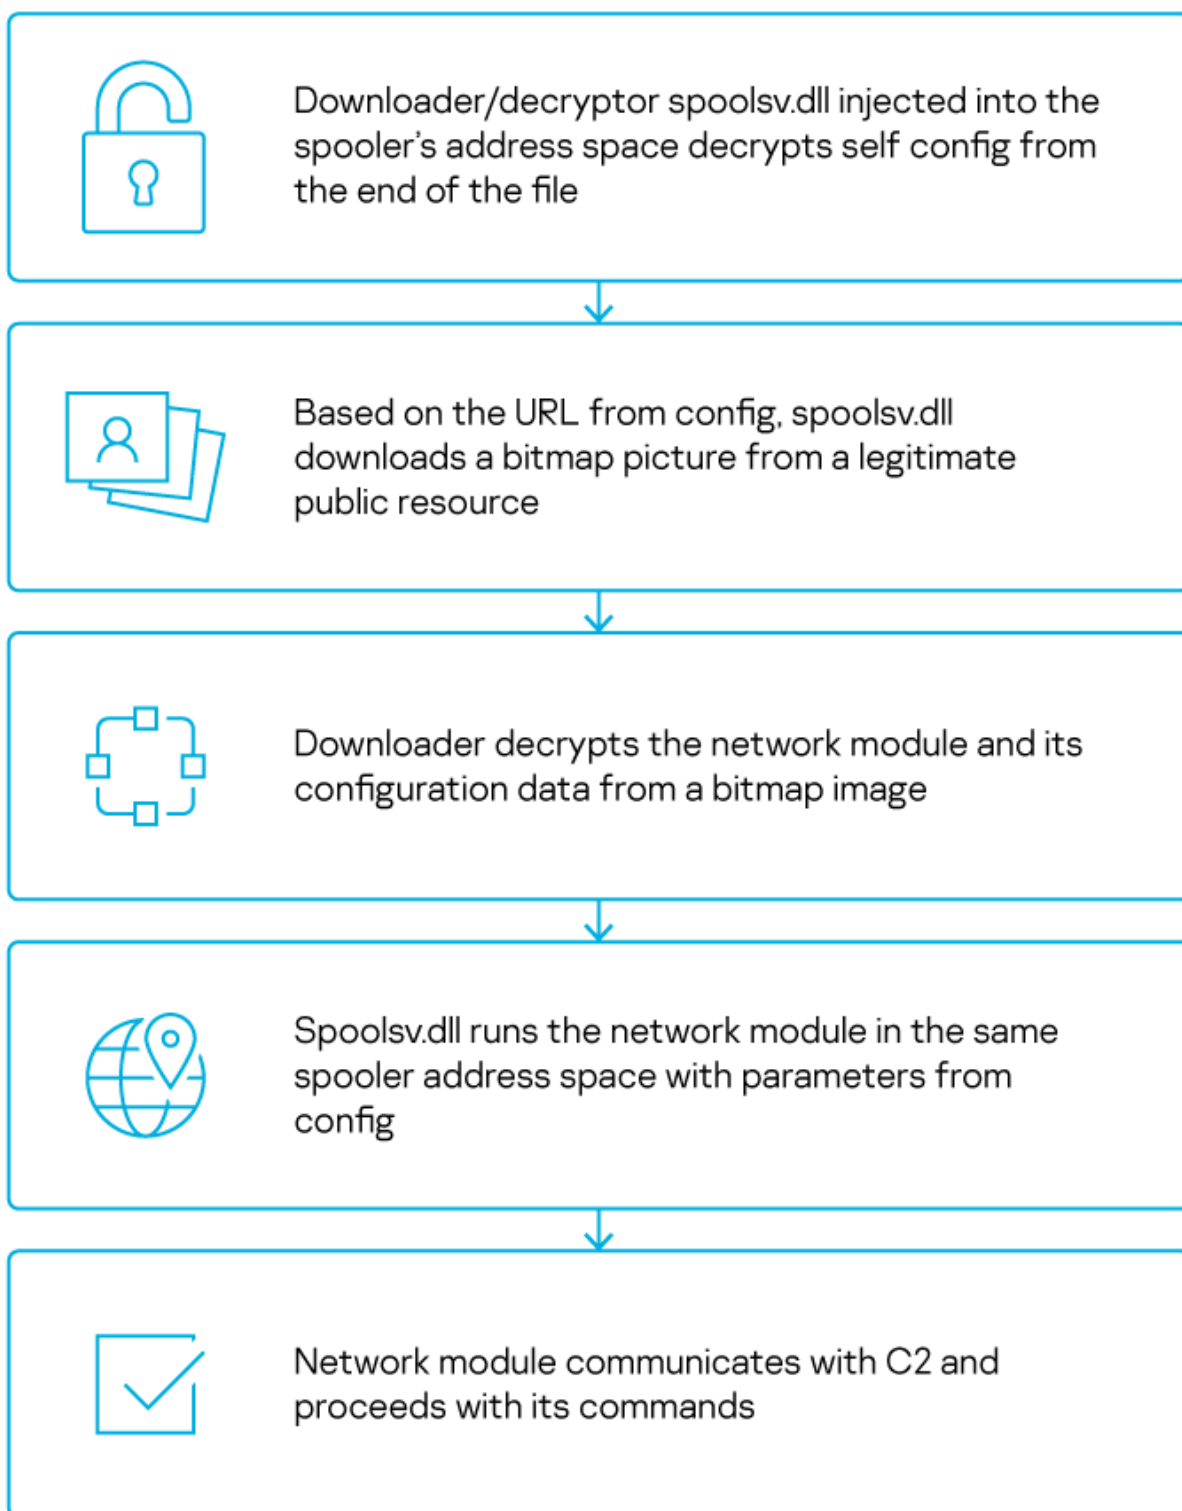 Downloader/decryptor spoolsv.dll injected into the
spooler's address space decrypts self config from
the end of the file
Based on the URL from config, spoolsv.dll
downloads a bitmap picture from a legitimate
public resource
Downloader decrypts the network module and its
configuration data from a bitmap image
Spoolsv.dll runs the network module in the same
spooler address space with parameters from
config
Network module communicates with C2 and
proceeds with its commands